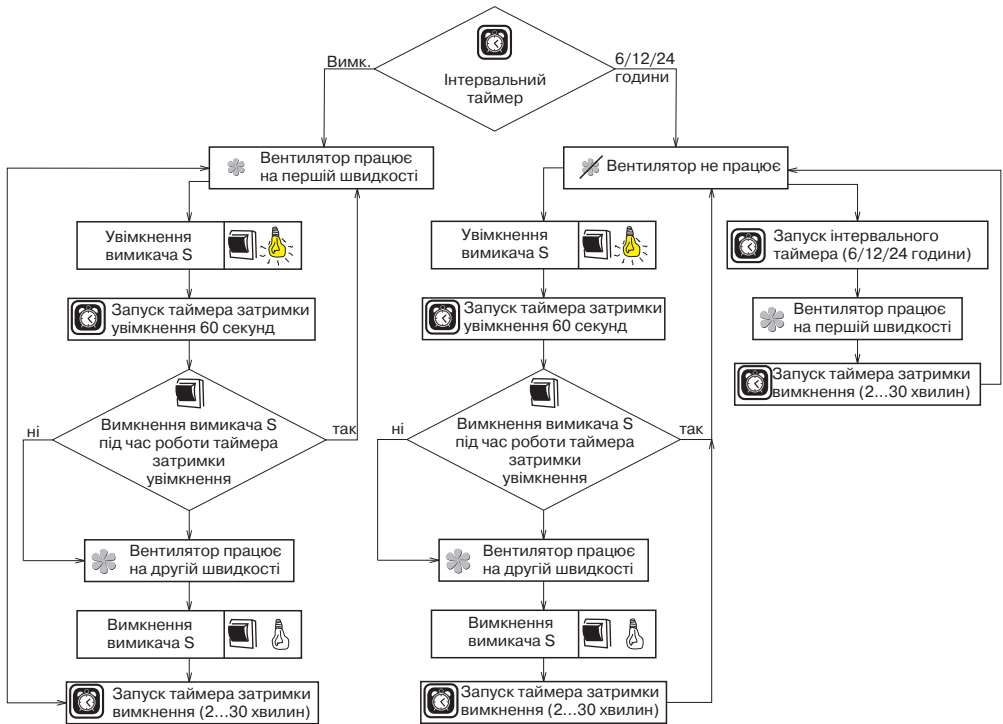 Інтервальний
таймер
Вимк.
6/12/24
години
Вентилятор працює
на першій швидкості
Увімкнення
вимикача S
Запуск таймера затримки
увімкнення 60 секунд
Вимкнення вимикача S
під час роботи таймера
затримки
увімкнення
ні
так
Вентилятор працює
на другій швидкості
Вимкнення
вимикача S
Запуск таймера затримки
вимкнення (2...30 хвилин)
Вентилятор не працює
Увімкнення
вимикача S
Запуск таймера затримки
увімкнення 60 секунд
Вимкнення вимикача S
під час роботи таймера
затримки
увімкнення
ні
так
Вентилятор працює
на другій швидкості
Вимкнення
вимикача S
Запуск таймера затримки
вимкнення (2...30 хвилин)
Запуск інтервального
таймера (6/12/24 години)
Вентилятор працює
на першій швидкості
Запуск таймера затримки
вимкнення (2...30 хвилин)